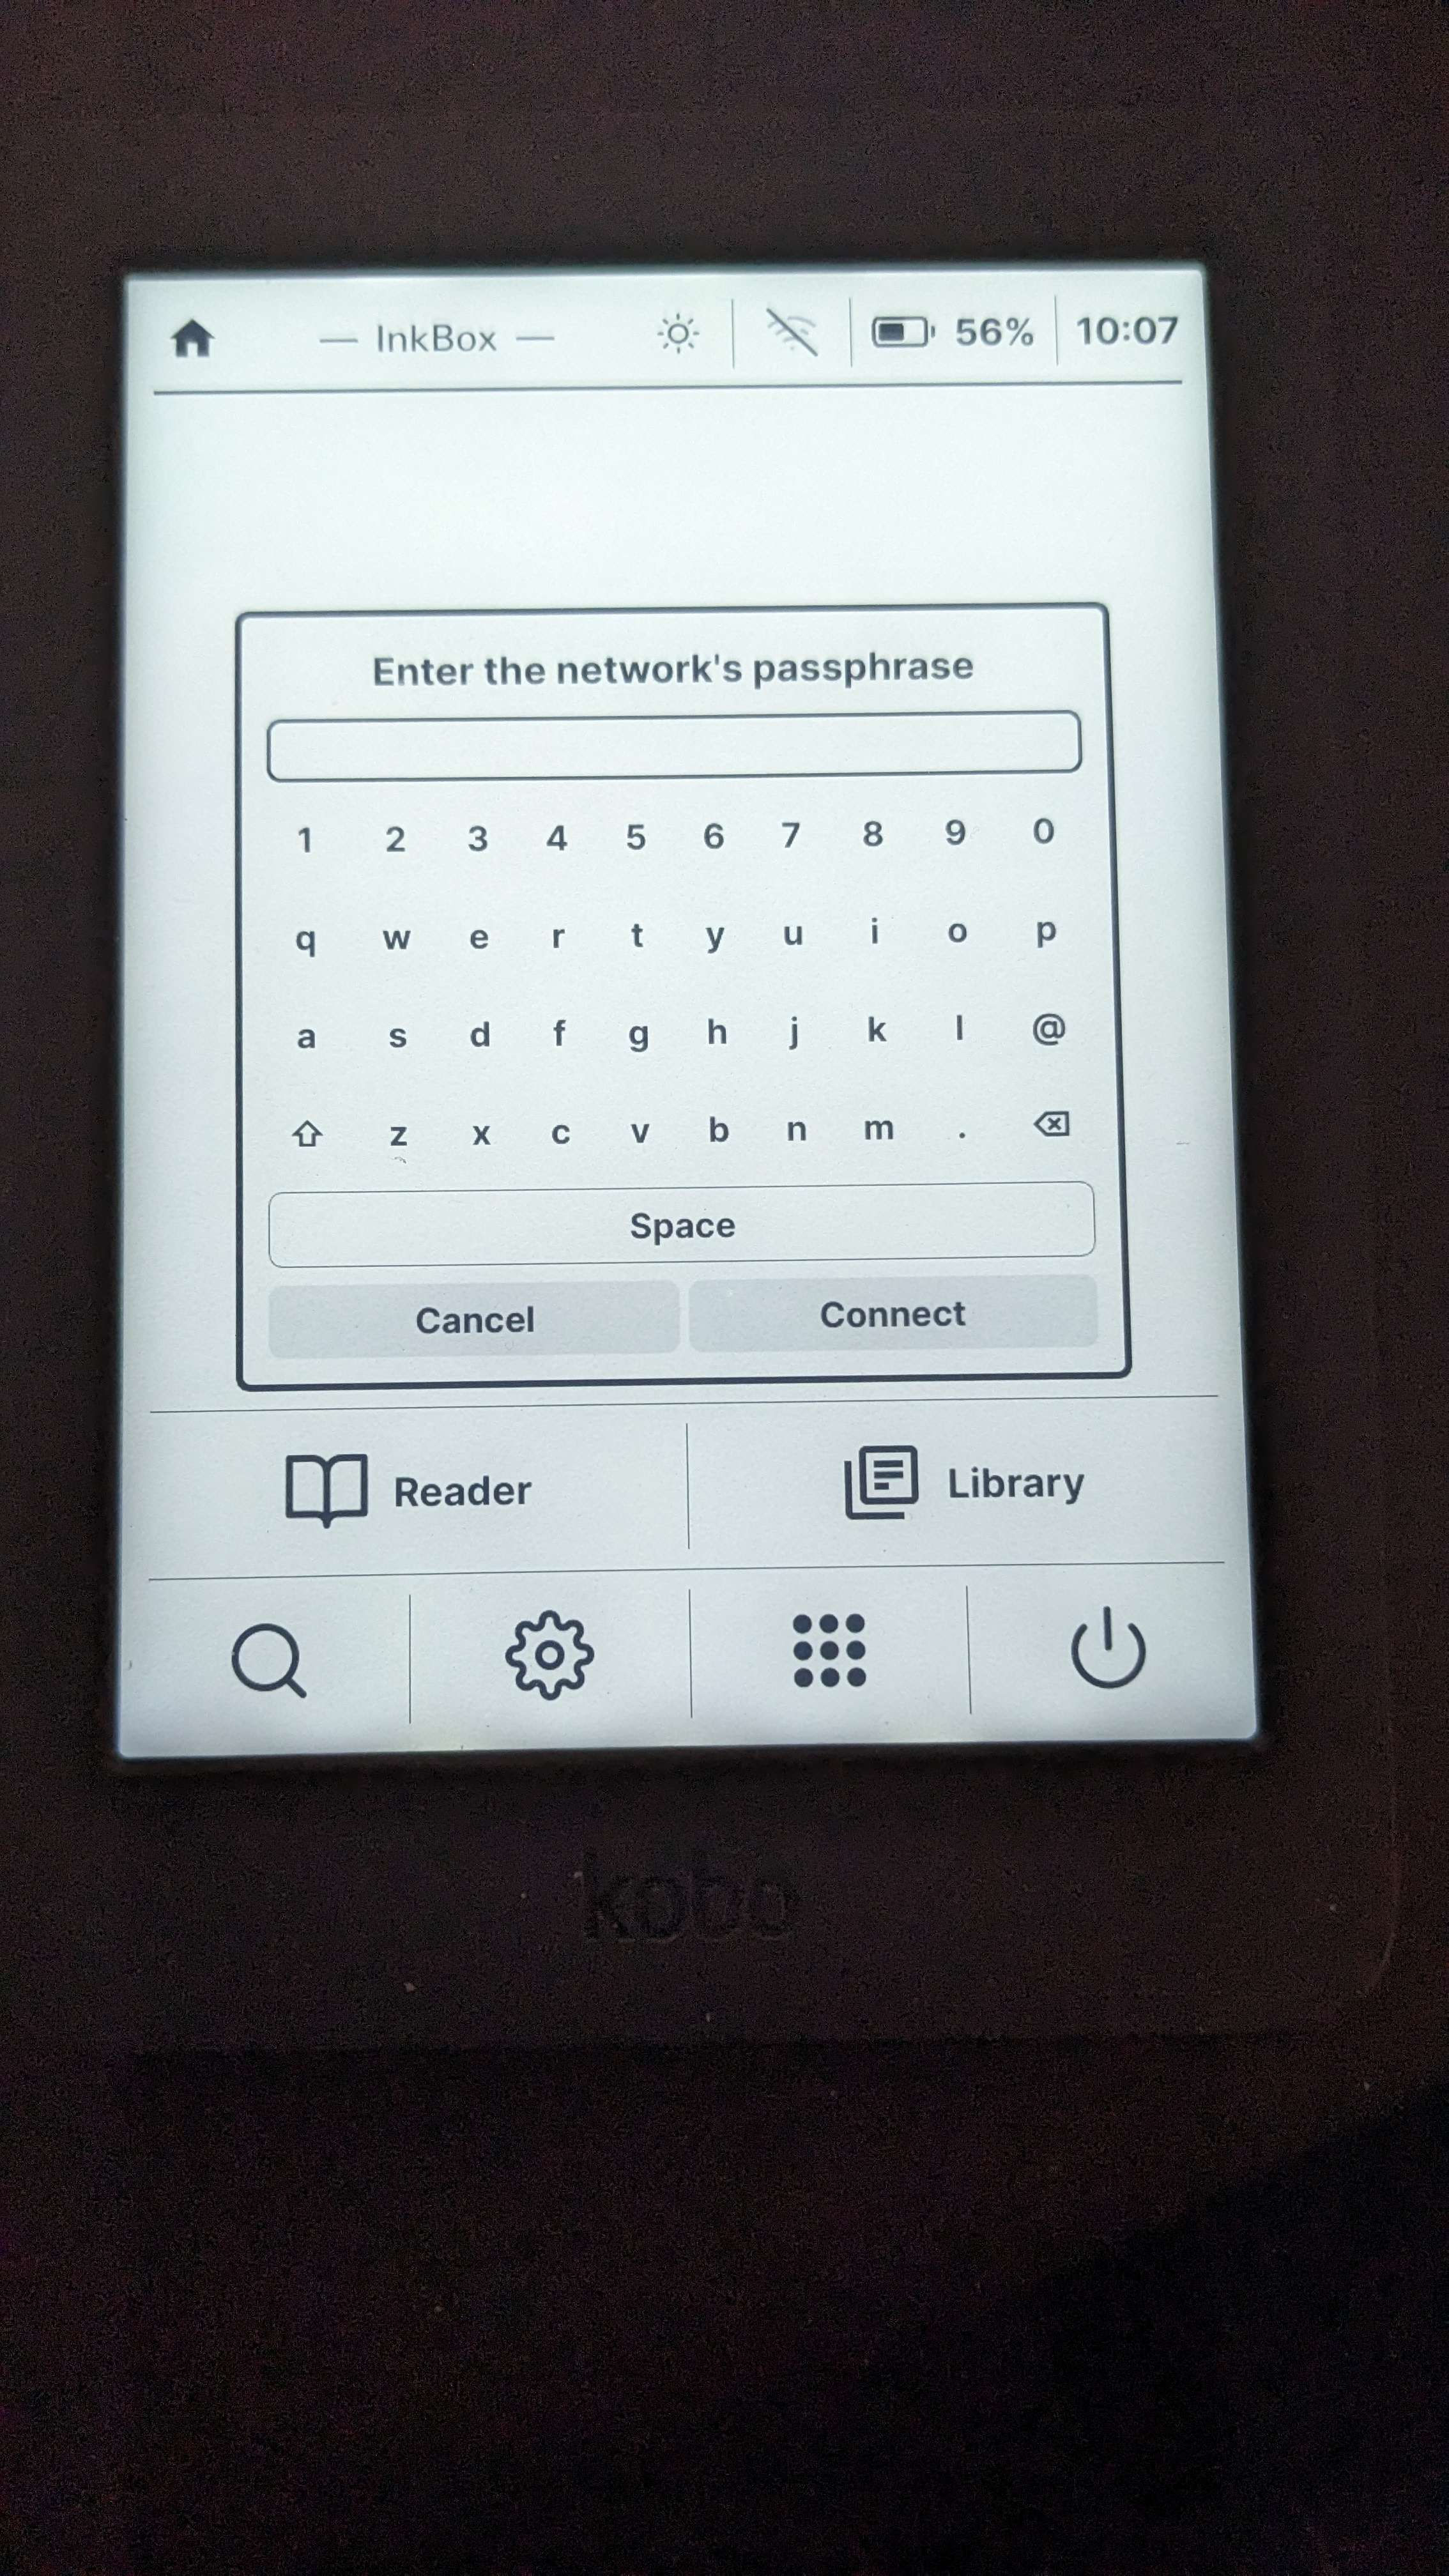 — InkBox — 56% 10:07
Enter the network's passphrase
1 2 3 4 5 6 7 8 9 0
q w e r t y u i o p
a s d f g h j k l @
z x c v b n m .
Space
Cancel Connect
Reader Library
kobo